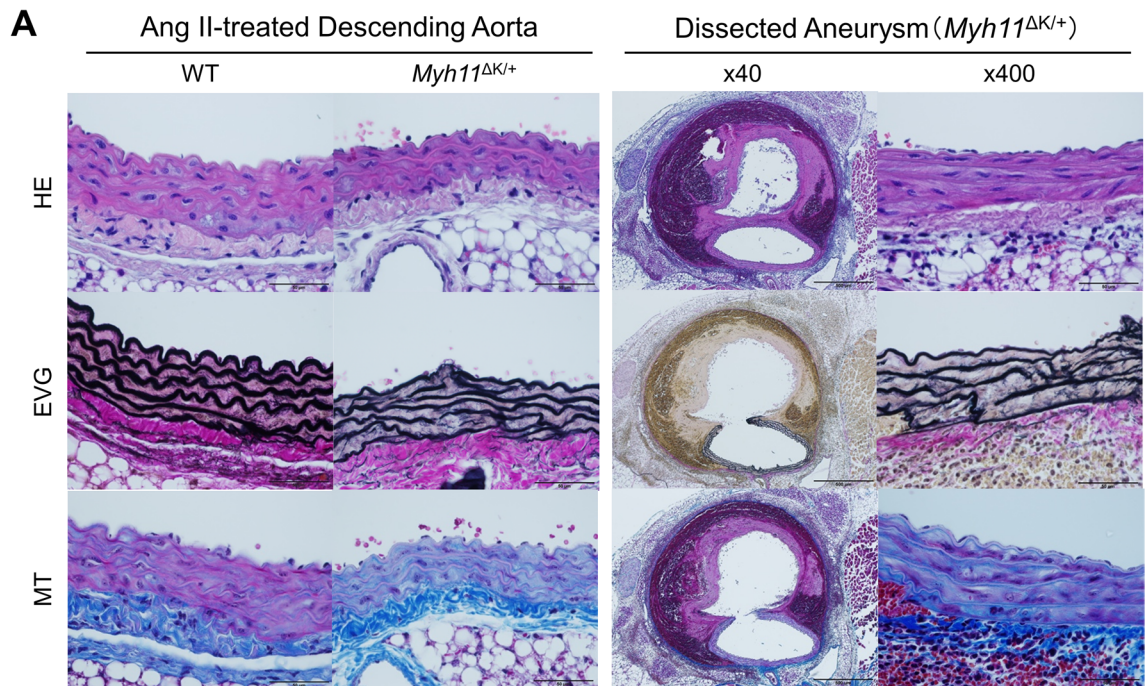 A
Ang II-treated Descending Aorta
Dissected Aneurysm(Myh11ΔK/+)
WT
Myh11ΔK/+
x40
x400
HE
EVG
MT